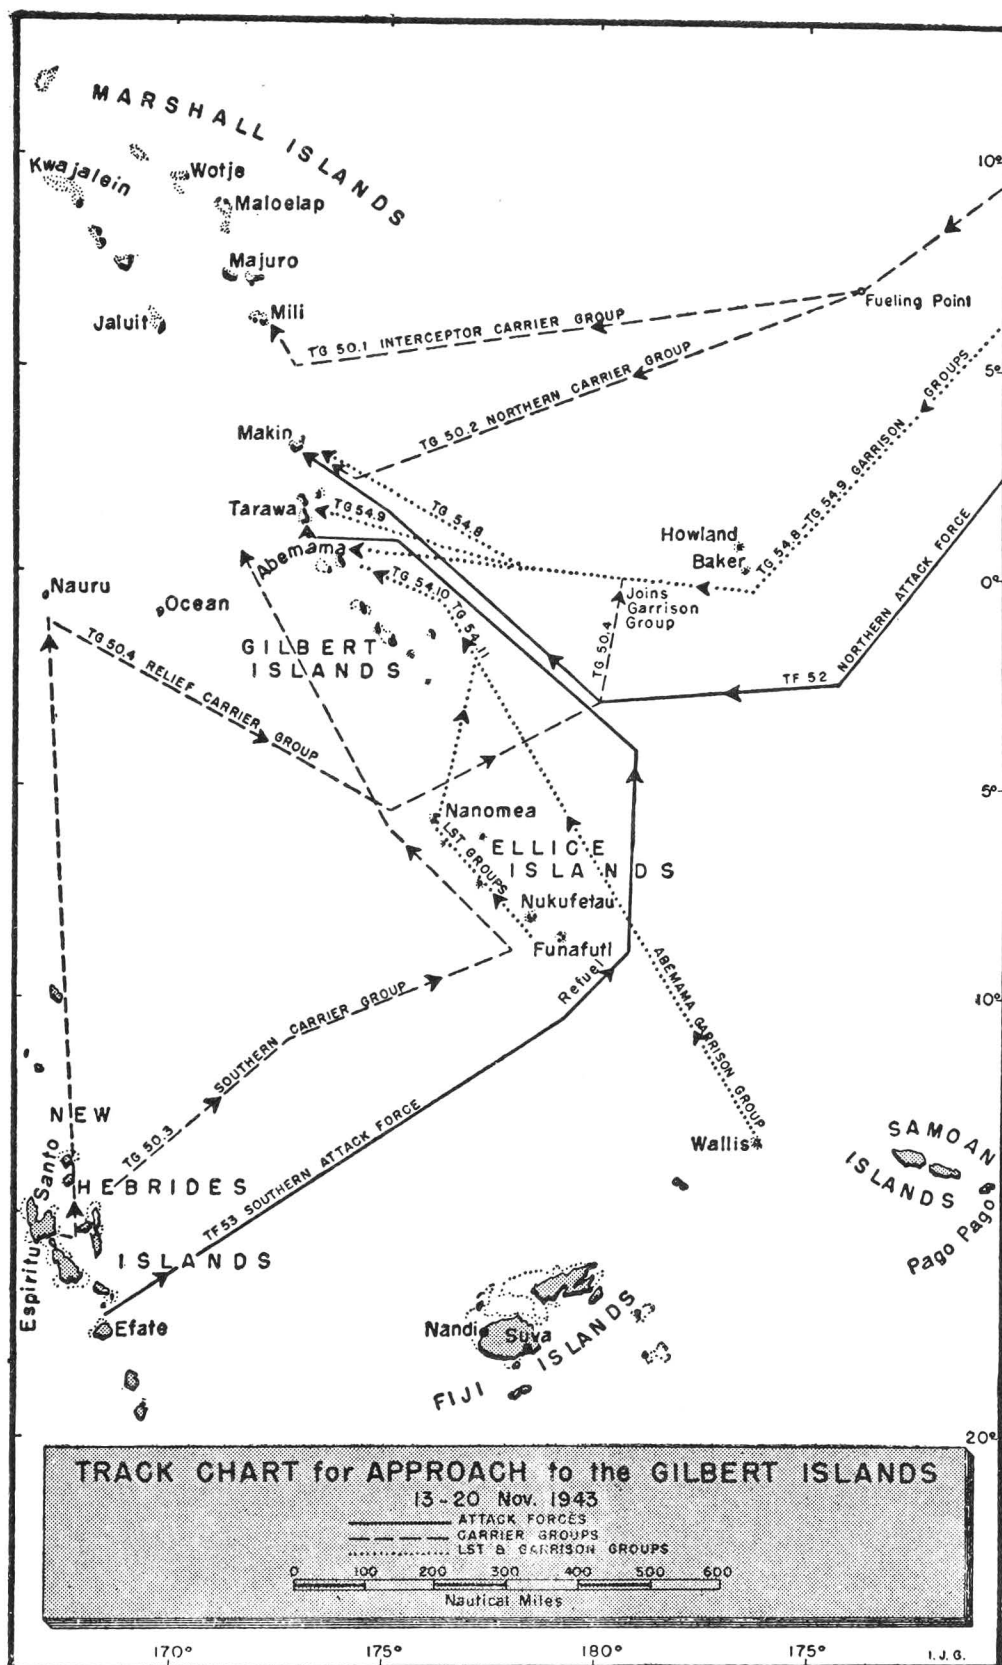 MARSHALL ISLANDS
Kwajalein
Wotje
Maloelap
Majuro
Jaluit
Mili
10°
Fueling Point
TG 50.1 INTERCEPTOR CARRIER GROUP
TG 50.2 NORTHERN CARRIER GROUP
5°
TG 54.8-TG 54.9 GARRISON GROUPS
Makin
Tarawa
TG 54.9
TG 54.8
Abemama
Howland
Baker
NORTHERN ATTACK FORCE
0°
Nauru
Ocean
TG 54.10 TG 54.11
Joins
Garrison
Group
GILBERT
ISLANDS
TG 50.4
TF 52
TG 50.4 RELIEF CARRIER GROUP
5°
Nanomea
LST GROUPS
ELLICE
ISLANDS
Nukufetau
Funafuti
Refuel
10°
ABEMAMA GARRISON GROUP
TG 50.3 SOUTHERN CARRIER GROUP
TF 53 SOUTHERN ATTACK FORCE
Wallis
SAMOAN
ISLANDS
Pago Pago
NEW
HEBRIDES
ISLANDS
Espiritu Santo
Efate
Nandi
Suva
FIJI ISLANDS
20°
TRACK CHART for APPROACH to the GILBERT ISLANDS
13-20 Nov. 1943
ATTACK FORCES
CARRIER GROUPS
LST & GARRISON GROUPS
0 100 200 300 400 500 600
Nautical Miles
170° 175° 180° 175°
I.J.G.